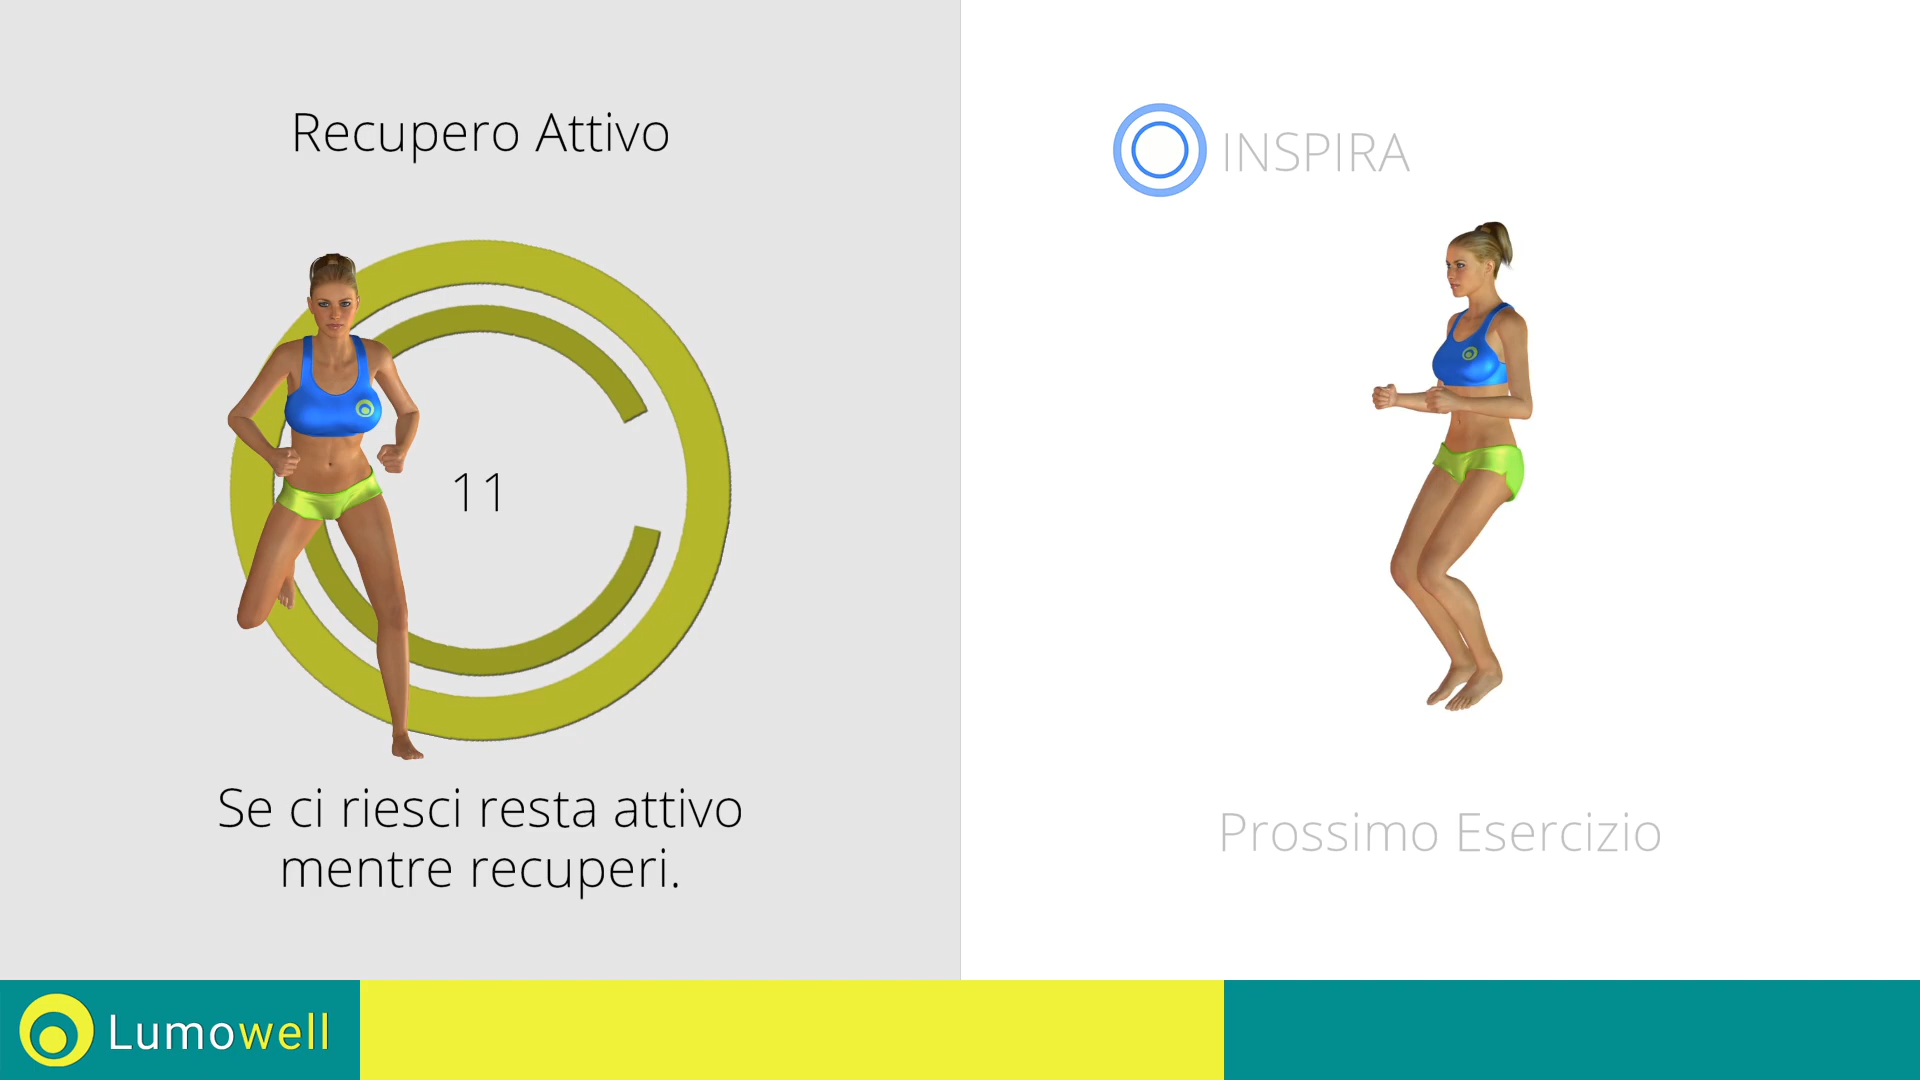 Recupero Attivo
11
Se ci riesci resta attivo
mentre recuperi.
INSPIRA
Prossimo Esercizio
Lumowell